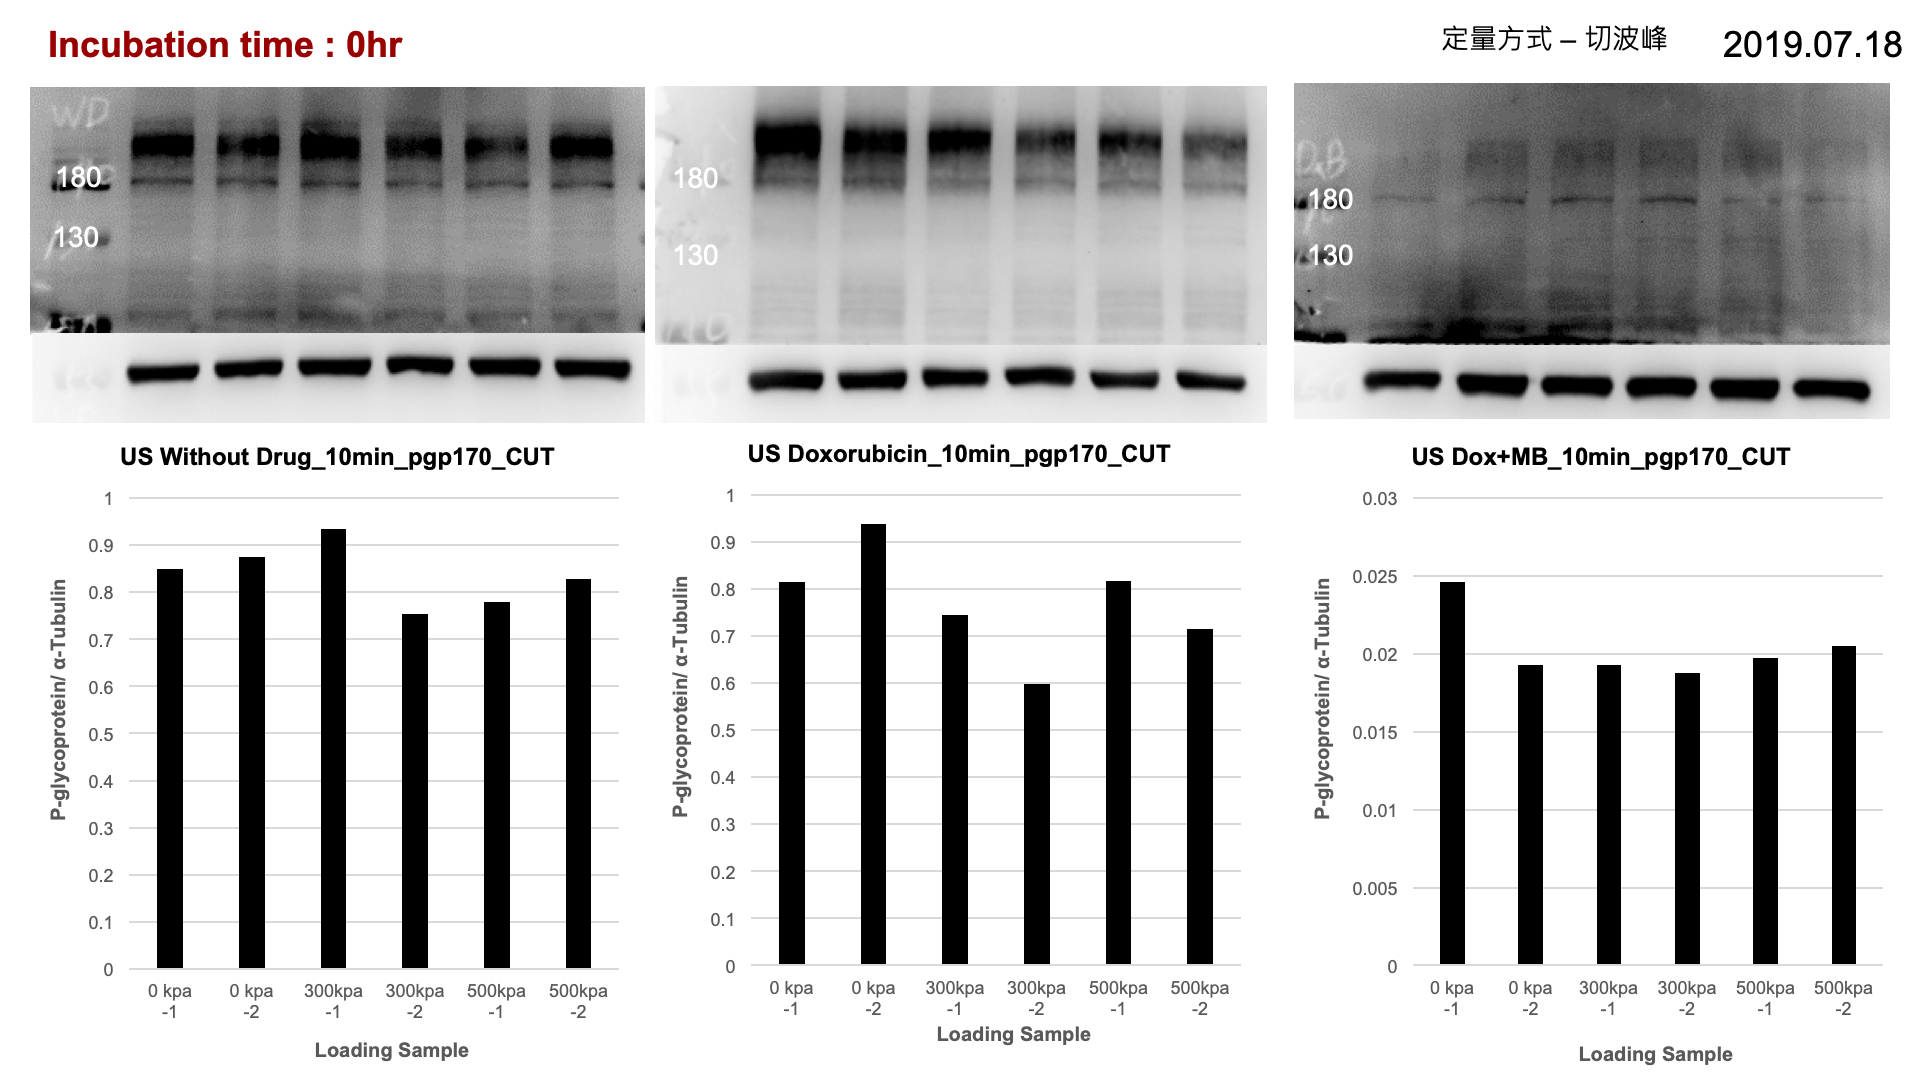 Incubation time : 0hr
定量方式 – 切波峰
2019.07.18
WD
180
130
180
130
180
130
US Without Drug_10min_pgp170_CUT
P-glycoprotein/ α-Tubulin
1
0.9
0.8
0.7
0.6
0.5
0.4
0.3
0.2
0.1
0
0 kpa
-1
0 kpa
-2
300kpa
-1
300kpa
-2
500kpa
-1
500kpa
-2
Loading Sample
US Doxorubicin_10min_pgp170_CUT
P-glycoprotein/ α-Tubulin
1
0.9
0.8
0.7
0.6
0.5
0.4
0.3
0.2
0.1
0
0 kpa
-1
0 kpa
-2
300kpa
-1
300kpa
-2
500kpa
-1
500kpa
-2
Loading Sample
US Dox+MB_10min_pgp170_CUT
P-glycoprotein/ α-Tubulin
0.03
0.025
0.02
0.015
0.01
0.005
0
0 kpa
-1
0 kpa
-2
300kpa
-1
300kpa
-2
500kpa
-1
500kpa
-2
Loading Sample